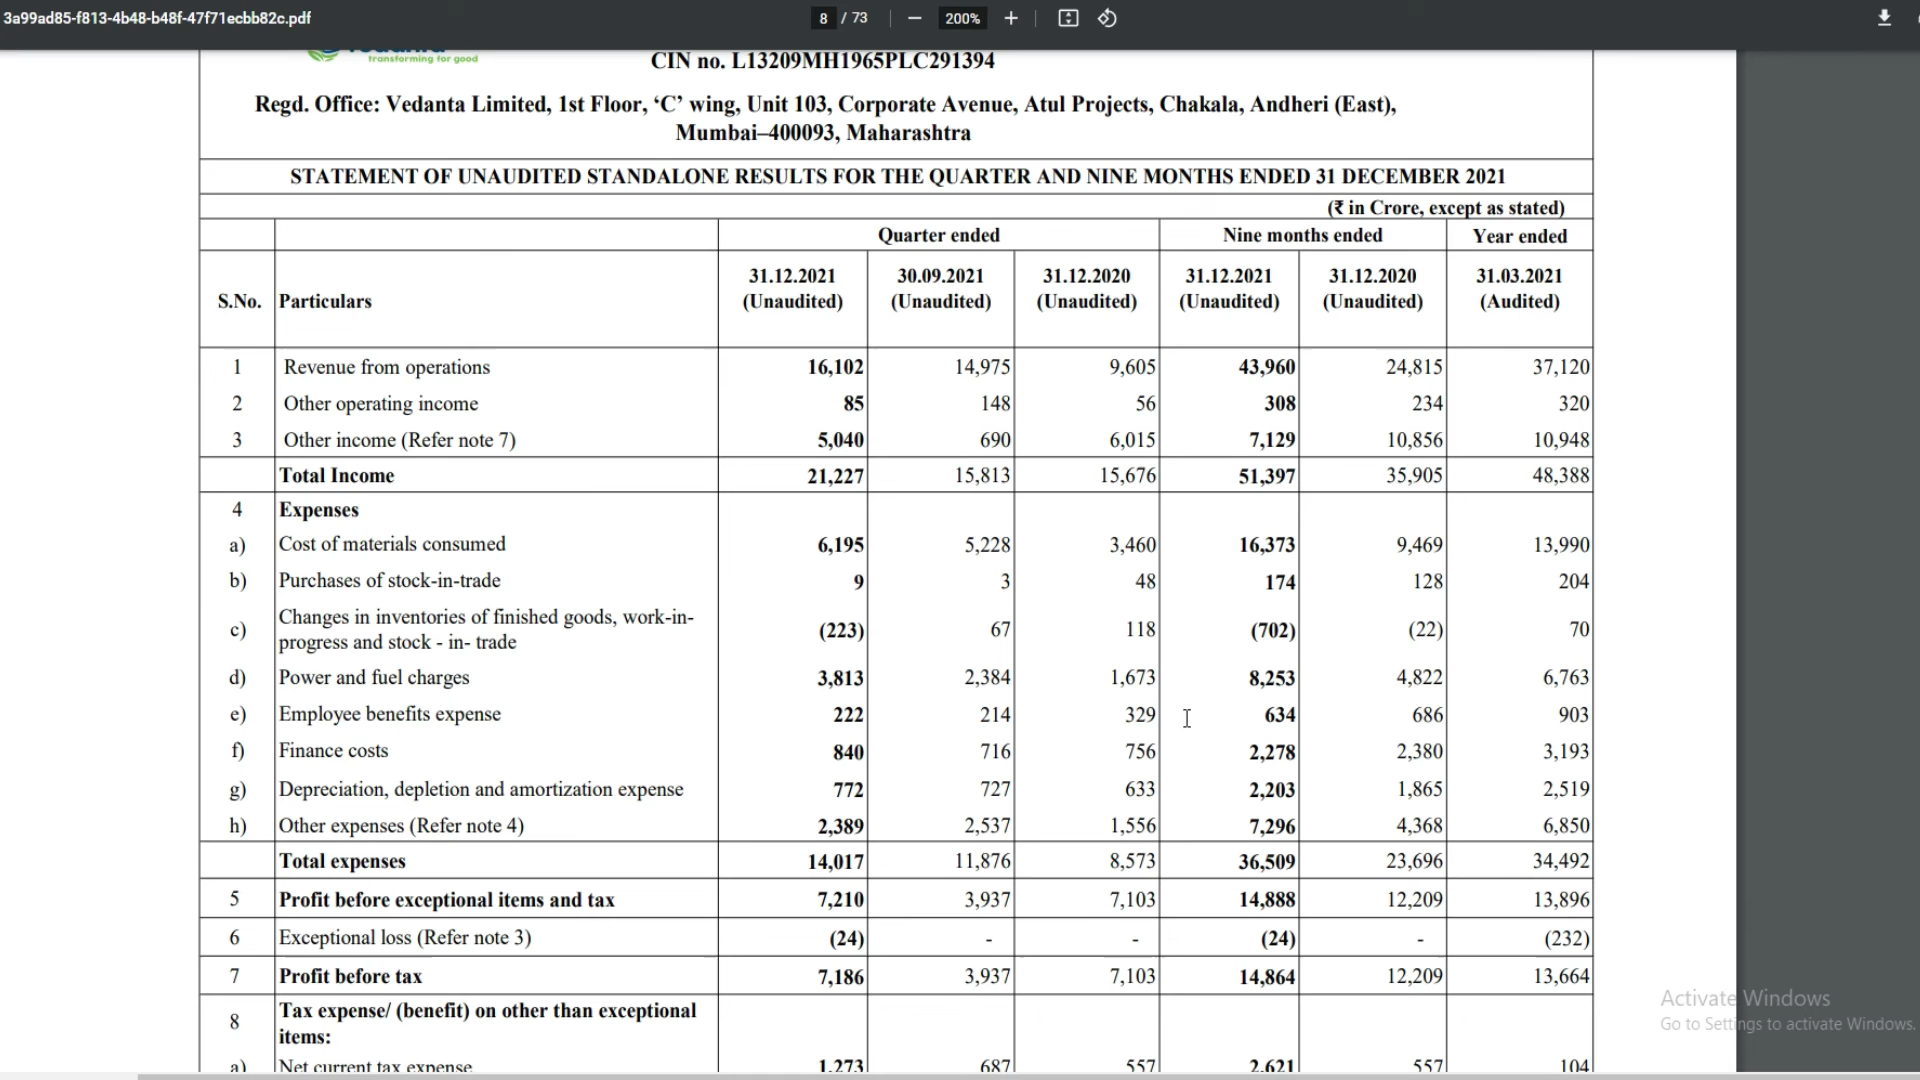 3a99ad85-f813-4b48-b48f-47f71ecbb82c.pdf
8 / 73
200%
transforming for good
CIN no. L13209MH1965PLC291394
Regd. Office: Vedanta Limited, 1st Floor, ‘C’ wing, Unit 103, Corporate Avenue, Atul Projects, Chakala, Andheri (East),
Mumbai–400093, Maharashtra
STATEMENT OF UNAUDITED STANDALONE RESULTS FOR THE QUARTER AND NINE MONTHS ENDED 31 DECEMBER 2021
(₹ in Crore, except as stated)
Quarter ended Nine months ended Year ended
S.No. Particulars 31.12.2021 (Unaudited) 30.09.2021 (Unaudited) 31.12.2020 (Unaudited) 31.12.2021 (Unaudited) 31.12.2020 (Unaudited) 31.03.2021 (Audited)
1 Revenue from operations 16,102 14,975 9,605 43,960 24,815 37,120
2 Other operating income 85 148 56 308 234 320
3 Other income (Refer note 7) 5,040 690 6,015 7,129 10,856 10,948
Total Income 21,227 15,813 15,676 51,397 35,905 48,388
4 Expenses
a) Cost of materials consumed 6,195 5,228 3,460 16,373 9,469 13,990
b) Purchases of stock-in-trade 9 3 48 174 128 204
c) Changes in inventories of finished goods, work-in-
progress and stock - in- trade (223) 67 118 (702) (22) 70
d) Power and fuel charges 3,813 2,384 1,673 8,253 4,822 6,763
e) Employee benefits expense 222 214 329 634 686 903
f) Finance costs 840 716 756 2,278 2,380 3,193
g) Depreciation, depletion and amortization expense 772 727 633 2,203 1,865 2,519
h) Other expenses (Refer note 4) 2,389 2,537 1,556 7,296 4,368 6,850
Total expenses 14,017 11,876 8,573 36,509 23,696 34,492
5 Profit before exceptional items and tax 7,210 3,937 7,103 14,888 12,209 13,896
6 Exceptional loss (Refer note 3) (24) - - (24) - (232)
7 Profit before tax 7,186 3,937 7,103 14,864 12,209 13,664
8 Tax expense/ (benefit) on other than exceptional
items:
a) Net current tax expense 1,273 687 557 2,621 557 104
Activate Windows
Go to Settings to activate Windows.